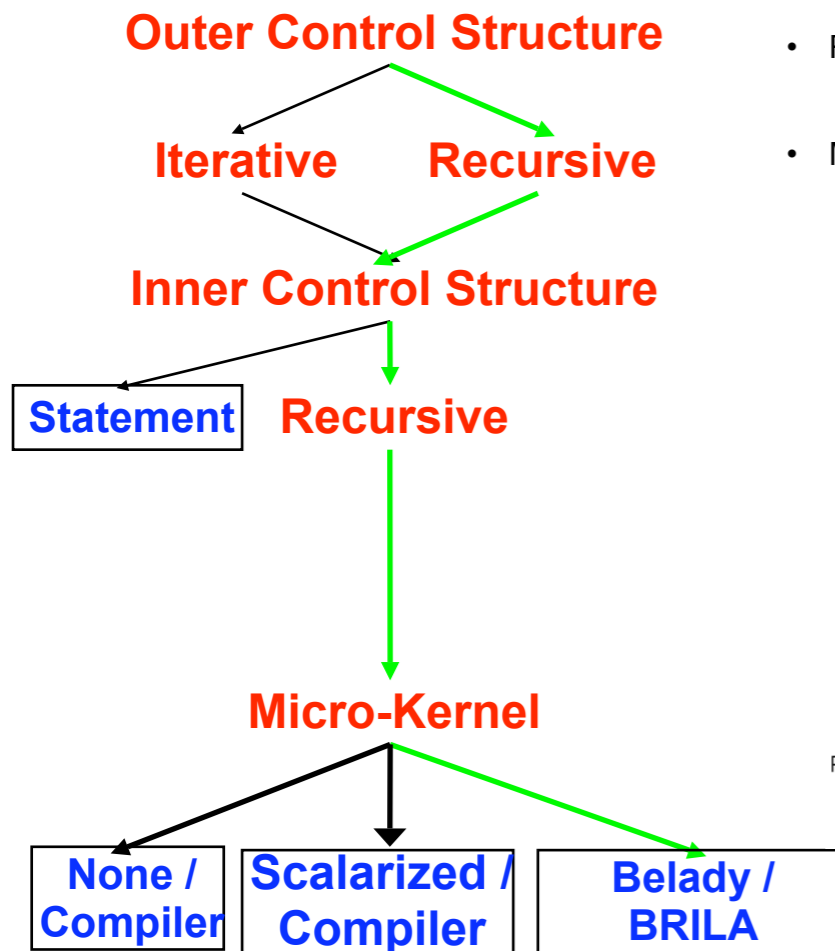 Outer Control Structure
Iterative
Recursive
Inner Control Structure
Statement
Recursive
Micro-Kernel
None /
Compiler
Scalarized /
Compiler
Belady /
BRILA